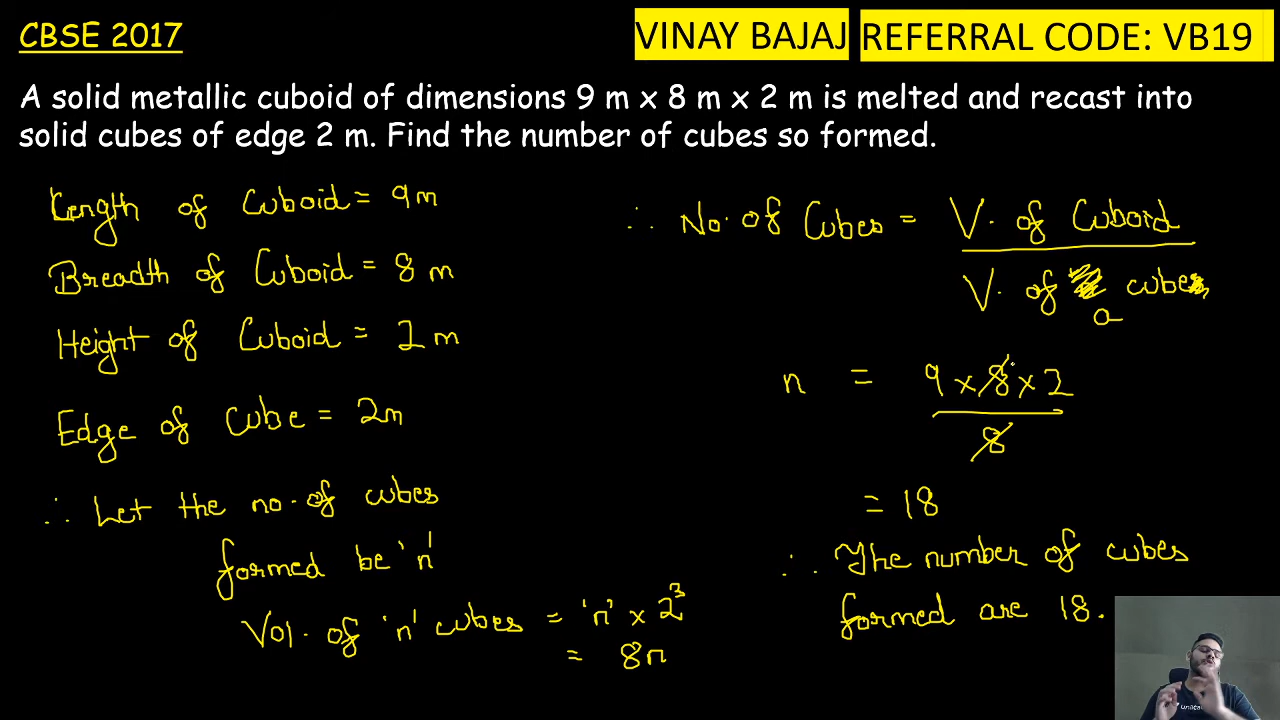 CBSE 2017
VINAY BAJAJ
REFERRAL CODE: VB19
A solid metallic cuboid of dimensions 9 m x 8 m x 2 m is melted and recast into
solid cubes of edge 2 m. Find the number of cubes so formed.
Length of Cuboid = 9m
Breadth of Cuboid = 8 m
Height of Cuboid = 2 m
Edge of Cube = 2m
∴ Let the no. of cubes
formed be 'n'
Vol. of 'n' cubes = 'n' × 2³
= 8n
∴ No. of Cubes = V. of Cuboid
V. of a cube
n = 9 × 8 × 2
8
= 18
∴ The number of cubes
formed are 18.